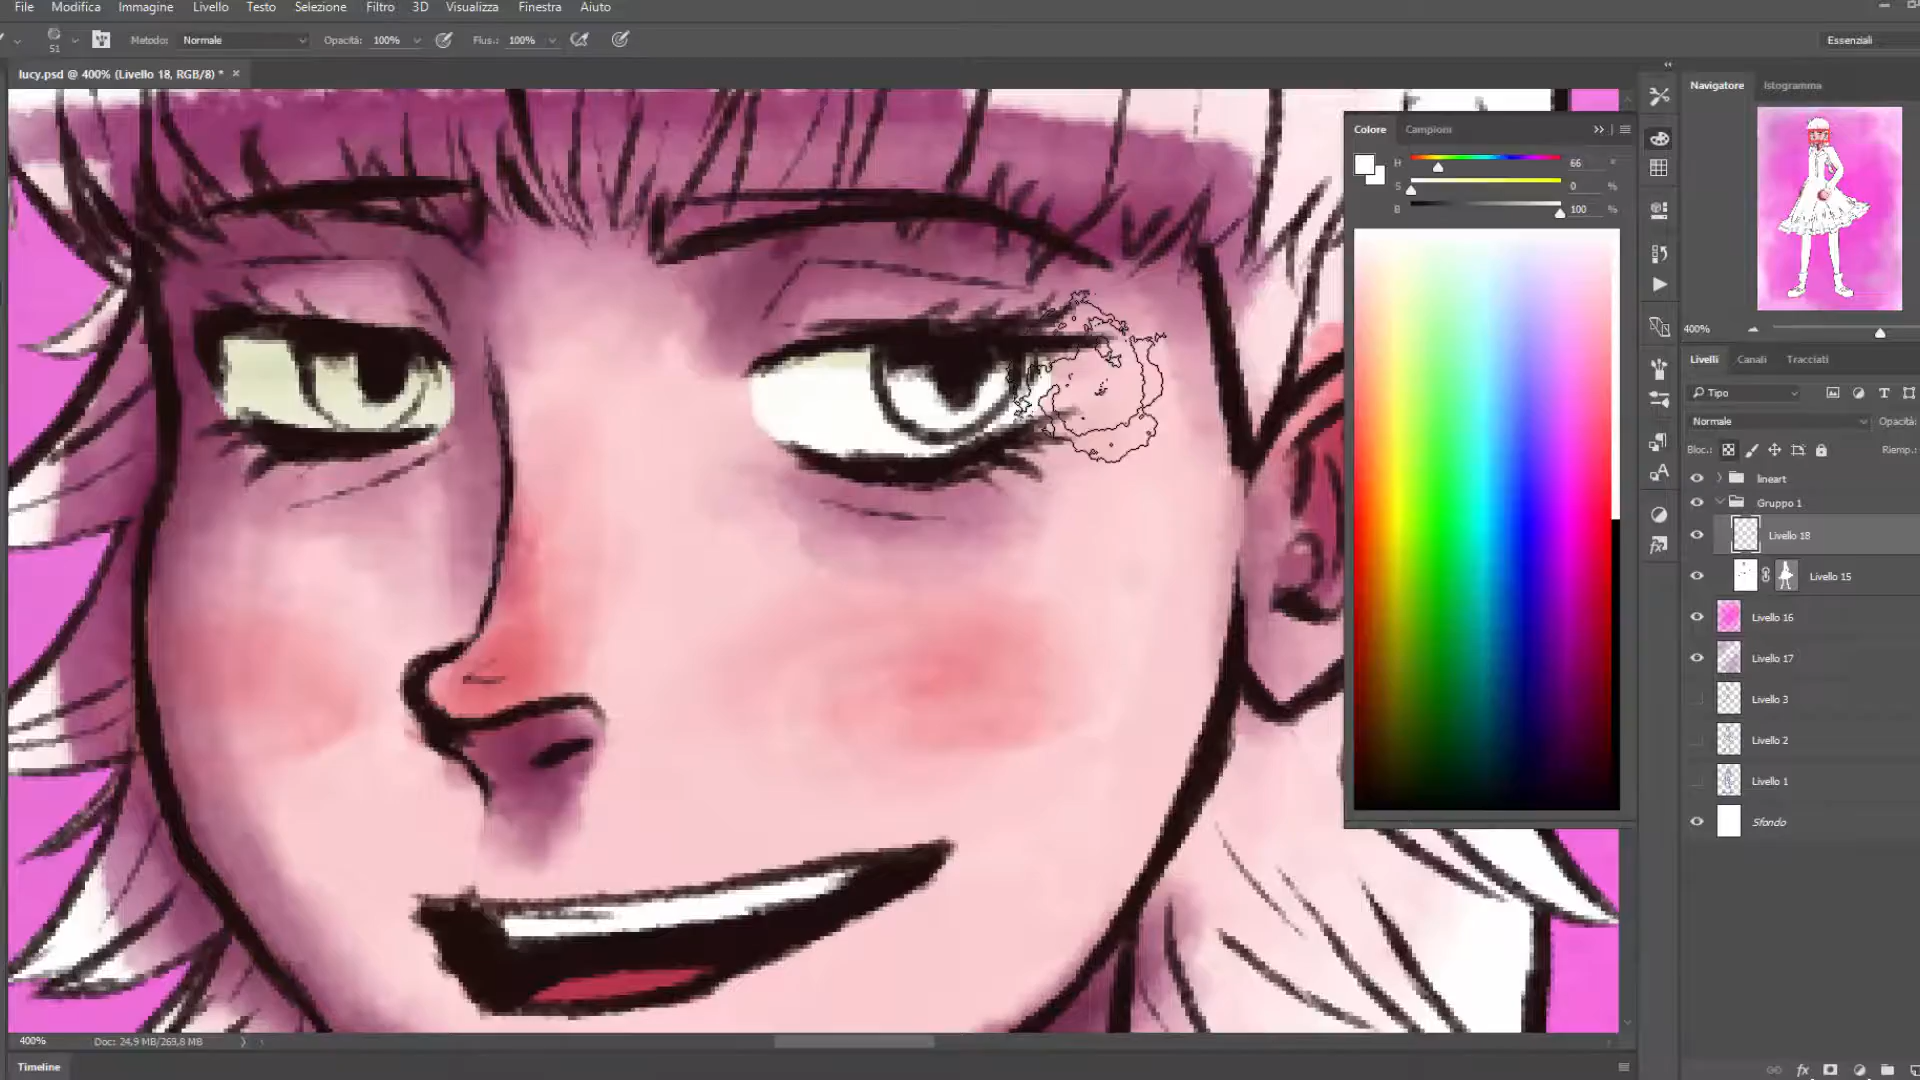 File Modifica Immagine Livello Testo Selezione Filtro 3D Visualizza Finestra Aiuto
51 Metodo: Normale Opacità: 100% Flus.: 100% Essenziali
lucy.psd @ 400% (Livello 18, RGB/8) * ×
Navigatore Istogramma
Colore Campioni
H 66 °
S 0 %
B 100 %
400%
Livelli Canali Tracciati
Tipo
Normale Opacità:
Bloc.: Riemp.:
lineart
Gruppo 1
Livello 18
Livello 15
Livello 16
Livello 17
Livello 3
Livello 2
Livello 1
Sfondo
400% Doc: 24,9 MB/269,8 MB
Timeline
fx